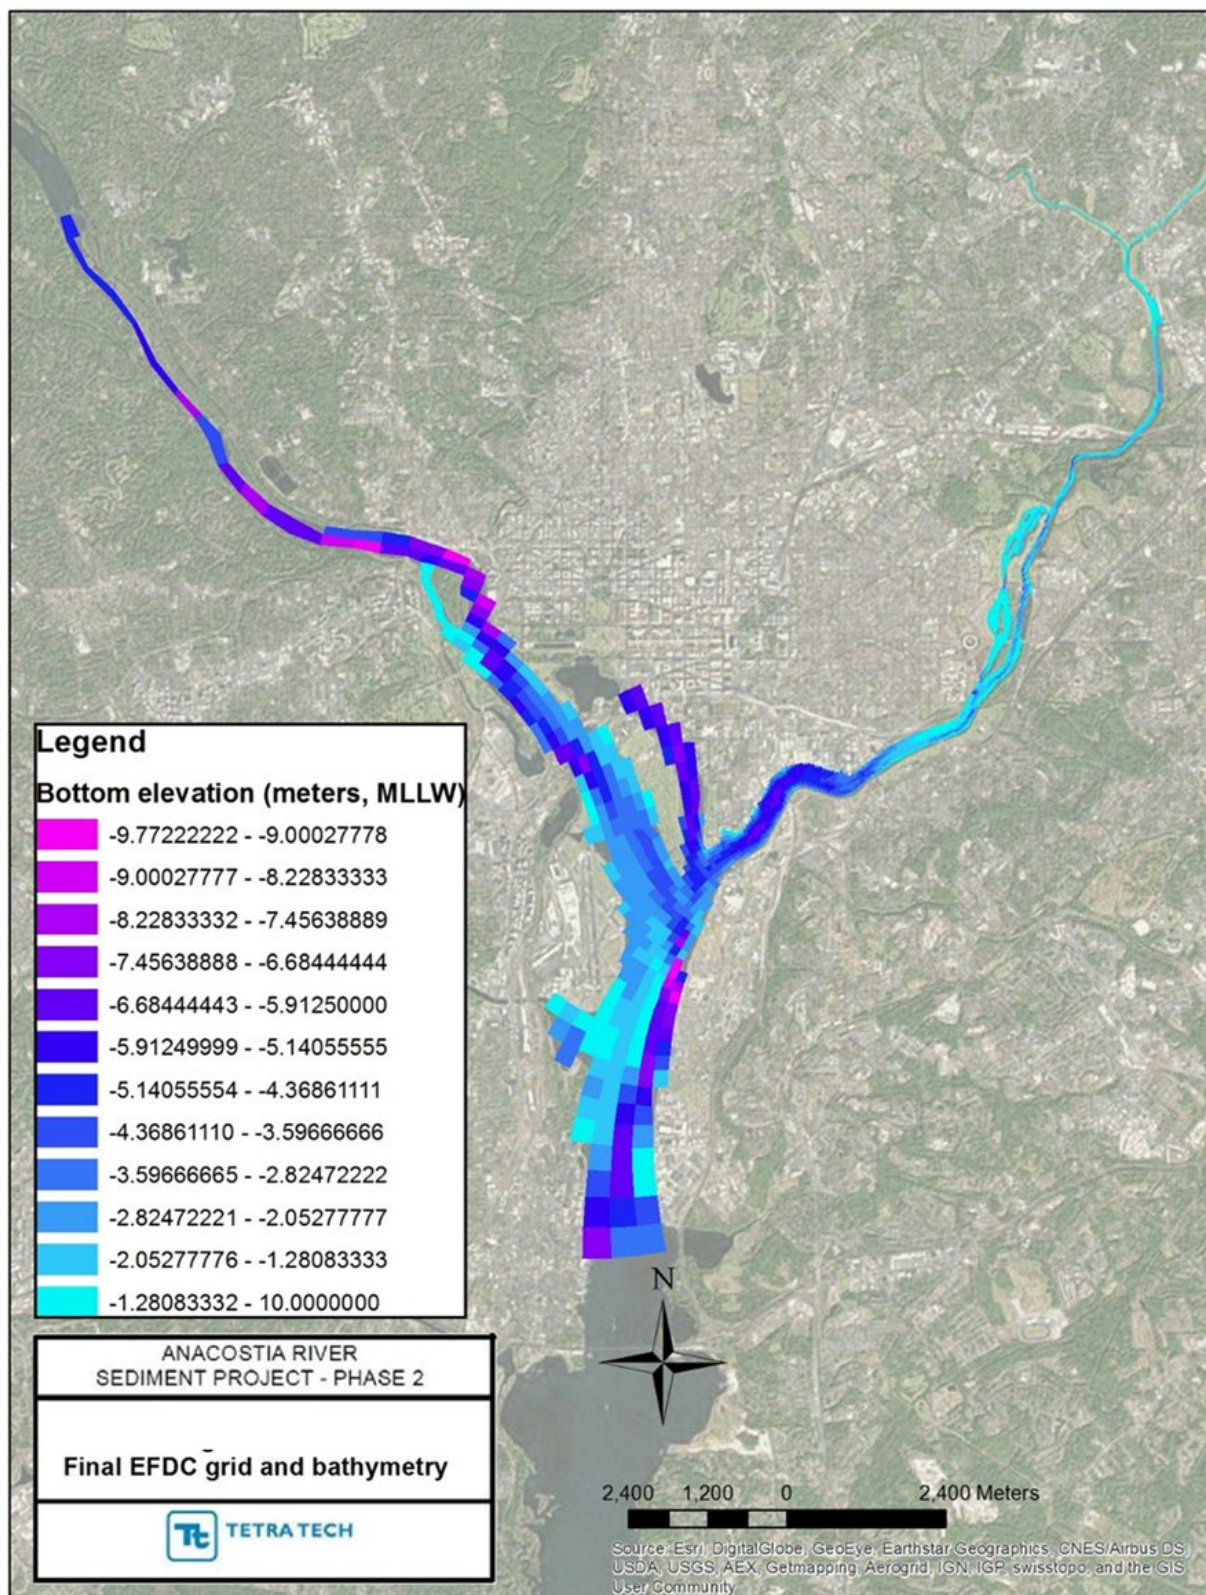 Legend
Bottom elevation (meters, MLLW)
-9.77222222 - -9.00027778
-9.00027777 - -8.22833333
-8.22833332 - -7.45638889
-7.45638888 - -6.68444444
-6.68444443 - -5.91250000
-5.91249999 - -5.14055555
-5.14055554 - -4.36861111
-4.36861110 - -3.59666666
-3.59666665 - -2.82472222
-2.82472221 - -2.05277777
-2.05277776 - -1.28083333
-1.28083332 - 10.0000000
ANACOSTIA RIVER
SEDIMENT PROJECT - PHASE 2
Final EFDC grid and bathymetry
Tt TETRA TECH
N
2,400 1,200 0 2,400 Meters
Source: Esri, DigitalGlobe, GeoEye, Earthstar Geographics, CNES/Airbus DS,
USDA, USGS, AEX, Getmapping, Aerogrid, IGN, IGP, swisstopo, and the GIS
User Community